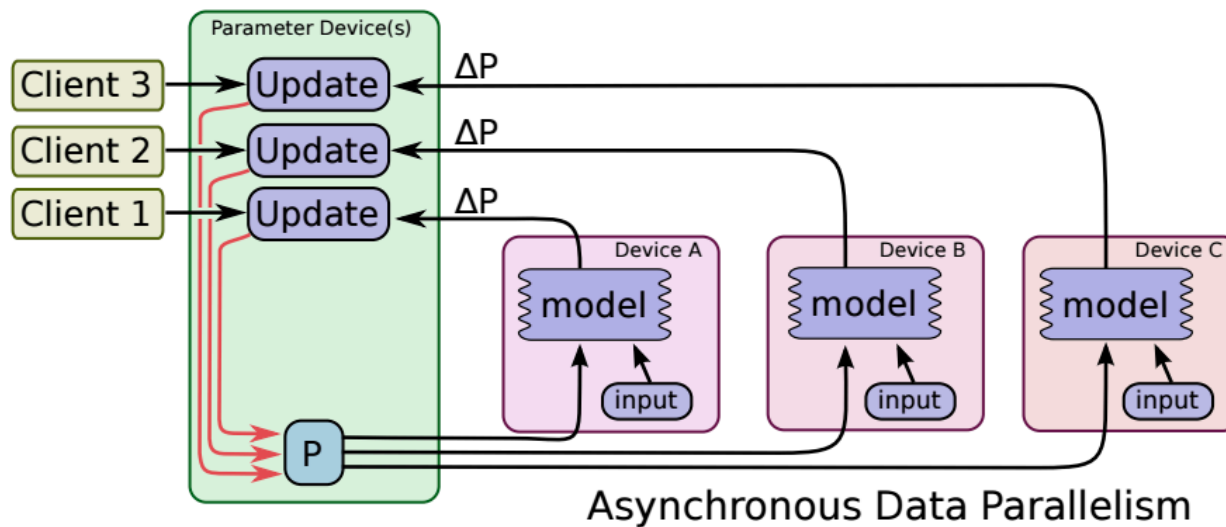 Parameter Device(s)
Client 3
Update
ΔP
Client 2
Update
ΔP
Client 1
Update
ΔP
Device A
Device B
Device C
model
model
model
input
input
input
P
Asynchronous Data Parallelism